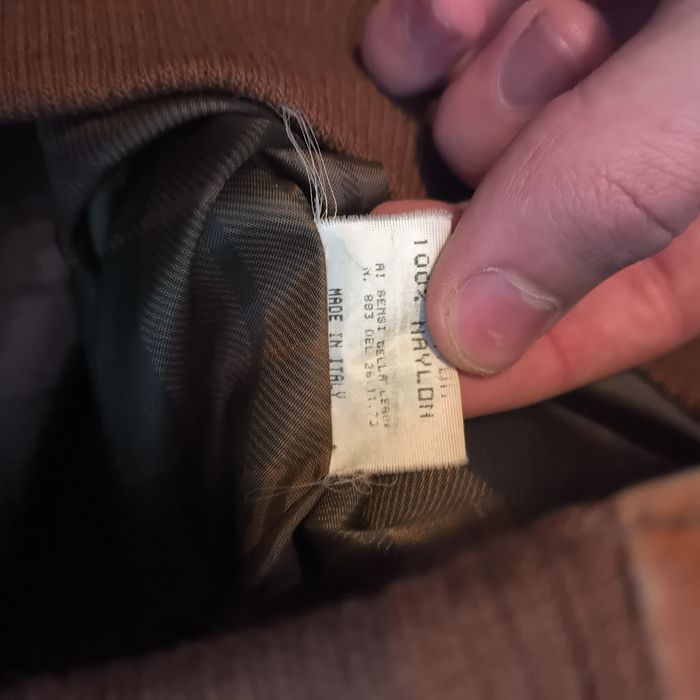 100% NAYLON
AI SENSI DELLA LEGGE
N. 883 DEL 26.11.73
MADE IN ITALY